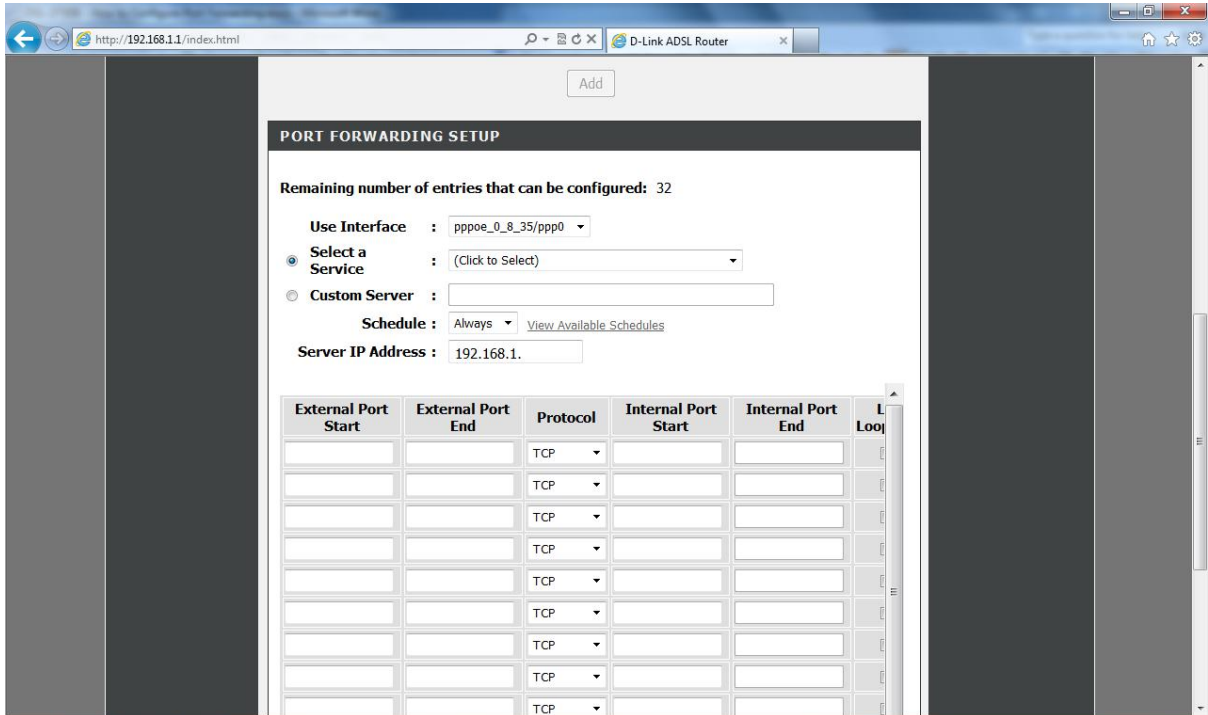 http://192.168.1.1/index.html
D-Link ADSL Router
Add
PORT FORWARDING SETUP
Remaining number of entries that can be configured: 32
Use Interface : pppoe_0_8_35/ppp0
Select a Service : (Click to Select)
Custom Server :
Schedule : Always View Available Schedules
Server IP Address : 192.168.1.
External Port Start External Port End Protocol Internal Port Start Internal Port End
TCP
TCP
TCP
TCP
TCP
TCP
TCP
TCP
TCP